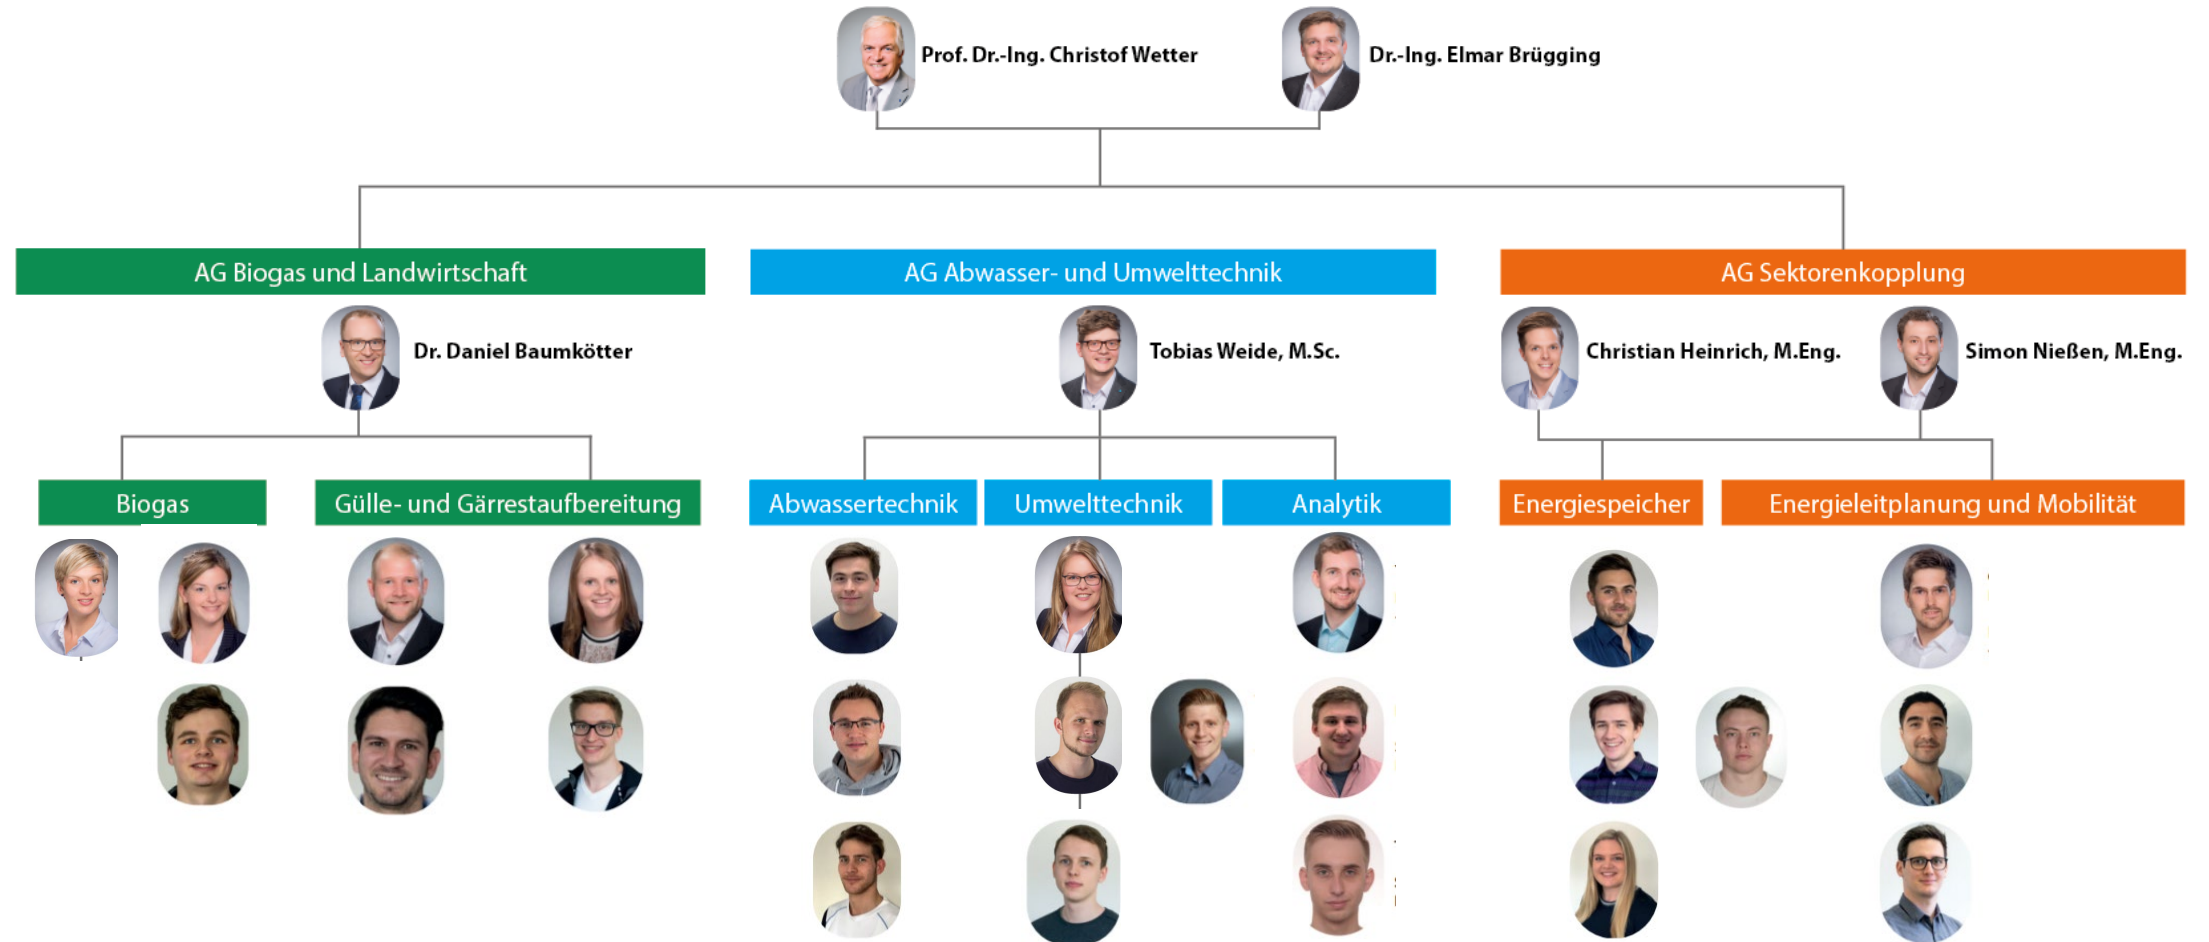 Prof. Dr.-Ing. Christof Wetter
Dr.-Ing. Elmar Brügging
AG Biogas und Landwirtschaft
AG Abwasser- und Umwelttechnik
AG Sektorenkopplung
Dr. Daniel Baumkötter
Tobias Weide, M.Sc.
Christian Heinrich, M.Eng.
Simon Nießen, M.Eng.
Biogas
Gülle- und Gärrestaufbereitung
Abwassertechnik
Umwelttechnik
Analytik
Energiespeicher
Energieleitplanung und Mobilität